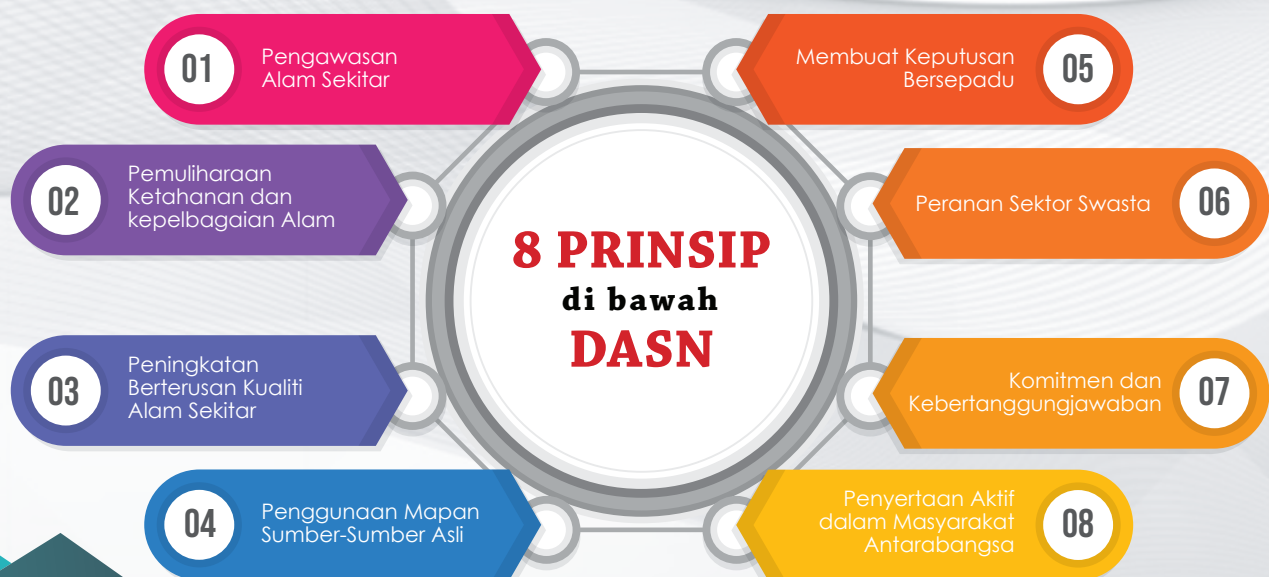 01
Pengawasan
Alam Sekitar
02
Pemuliharaan
Ketahanan dan
kepelbagaian Alam
03
Peningkatan
Berterusan Kualiti
Alam Sekitar
04
Penggunaan Mapan
Sumber-Sumber Asli
8 PRINSIP
di bawah
DASN
Membuat Keputusan
Bersepadu
05
Peranan Sektor Swasta
06
Komitmen dan
Kebertanggungjawaban
07
Penyertaan Aktif
dalam Masyarakat
Antarabangsa
08